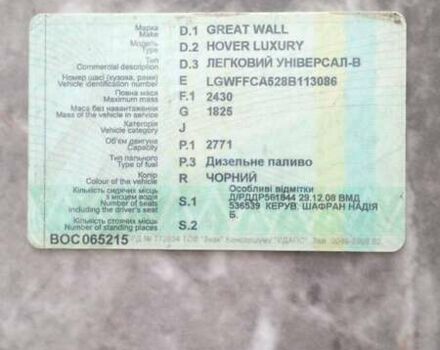 Марка
Make
D.1 GREAT WALL
Модель
Type
D.2 HOVER LUXURY
Тип
Commercial description
D.3 ЛЕГКОВИЙ УНІВЕРСАЛ-В
Номер шасі (кузова, рами)
Vehicle identification number
E LGWFFCA528B113086
Повна маса
Maximum mass
F.1 2430
Маса без навантаження
Mass of the vehicle in service
G 1825
Категорія
Vehicle category
J
Об'єм двигуна
Capacity
P.1 2771
Тип пального
Type of fuel
P.3 Дизельне паливо
Колір
Colour of the vehicle
R ЧОРНИЙ
Кількість сидячих місць
з місцем водія
Number of seats
including the driver's seat
S.1
Особливі відмітки
Д/РДДР561944 29.12.08 ВМД
536539 КЕРУВ. ШАФРАН НАДІЯ
Б.
Кількість стоячих місць
Number of standing places
S.2
BOC065215